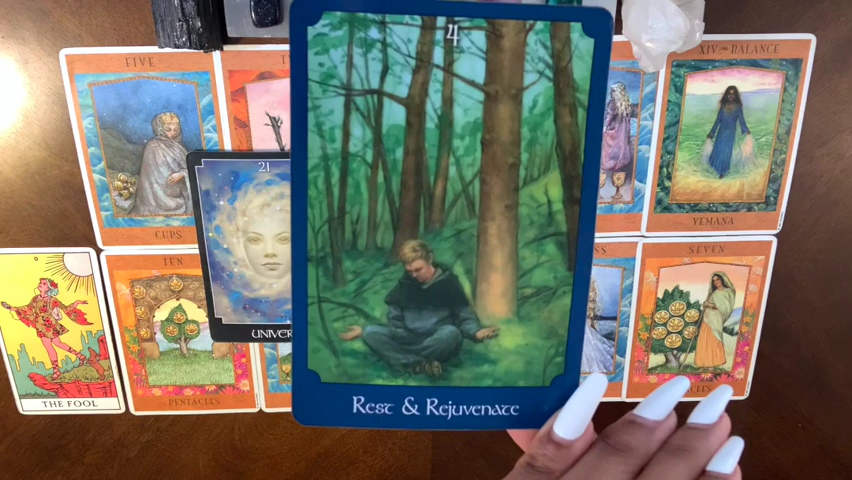 4
Rest & Rejuvenate
FIVE
CUPS
XIV BALANCE
YEMANA
21
THE FOOL
TEN
PENTACLES
SEVEN